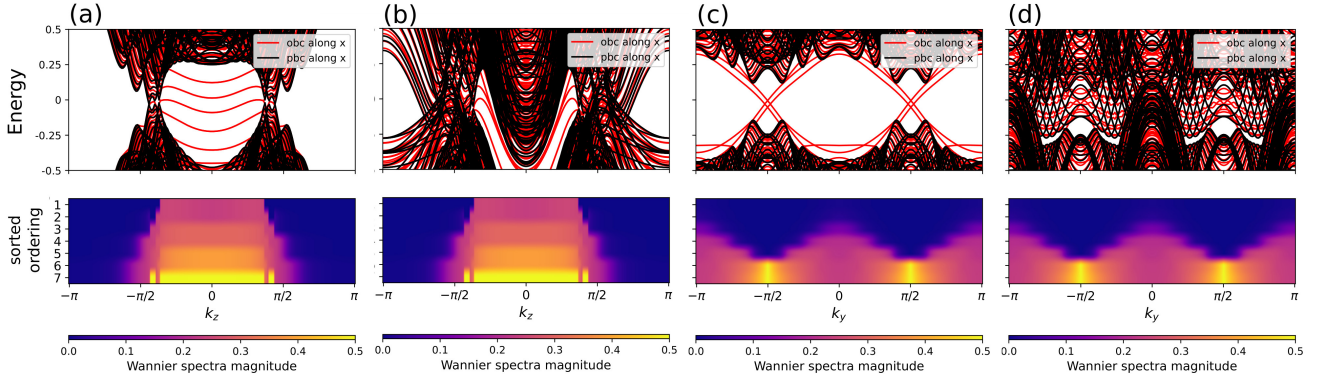 (a) (b) (c) (d)
0.5
0.25
0
-0.25
-0.5
Energy
obc along x
pbc along x
obc along x
pbc along x
obc along x
pbc along x
obc along x
pbc along x
sorted
ordering
1
2
3
4
5
6
7
−π −π/2 0 π/2 π
−π −π/2 0 π/2 π
−π −π/2 0 π/2 π
−π −π/2 0 π/2 π
k_z k_z k_y k_y
0.0 0.1 0.2 0.3 0.4 0.5
0.0 0.1 0.2 0.3 0.4 0.5
0.0 0.1 0.2 0.3 0.4 0.5
0.0 0.1 0.2 0.3 0.4 0.5
Wannier spectra magnitude
Wannier spectra magnitude
Wannier spectra magnitude
Wannier spectra magnitude